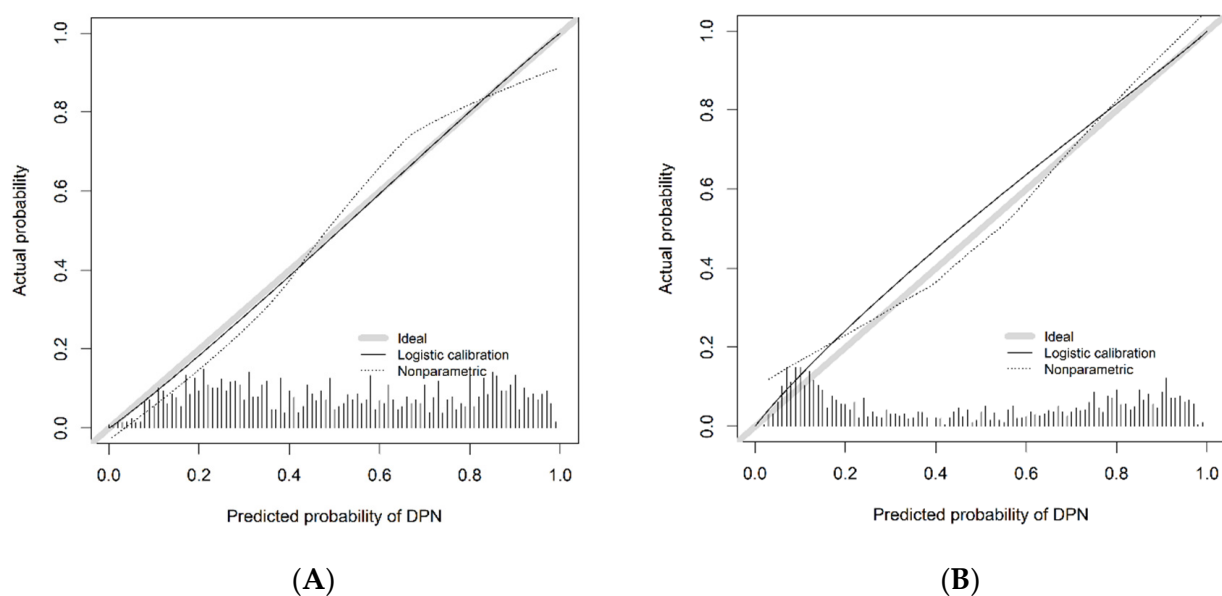 1.0
0.8
0.6
0.4
0.2
0.0
Actual probability
Ideal
Logistic calibration
Nonparametric
0.0 0.2 0.4 0.6 0.8 1.0
Predicted probability of DPN
(A)
1.0
0.8
0.6
0.4
0.2
0.0
Actual probability
Ideal
Logistic calibration
Nonparametric
0.0 0.2 0.4 0.6 0.8 1.0
Predicted probability of DPN
(B)